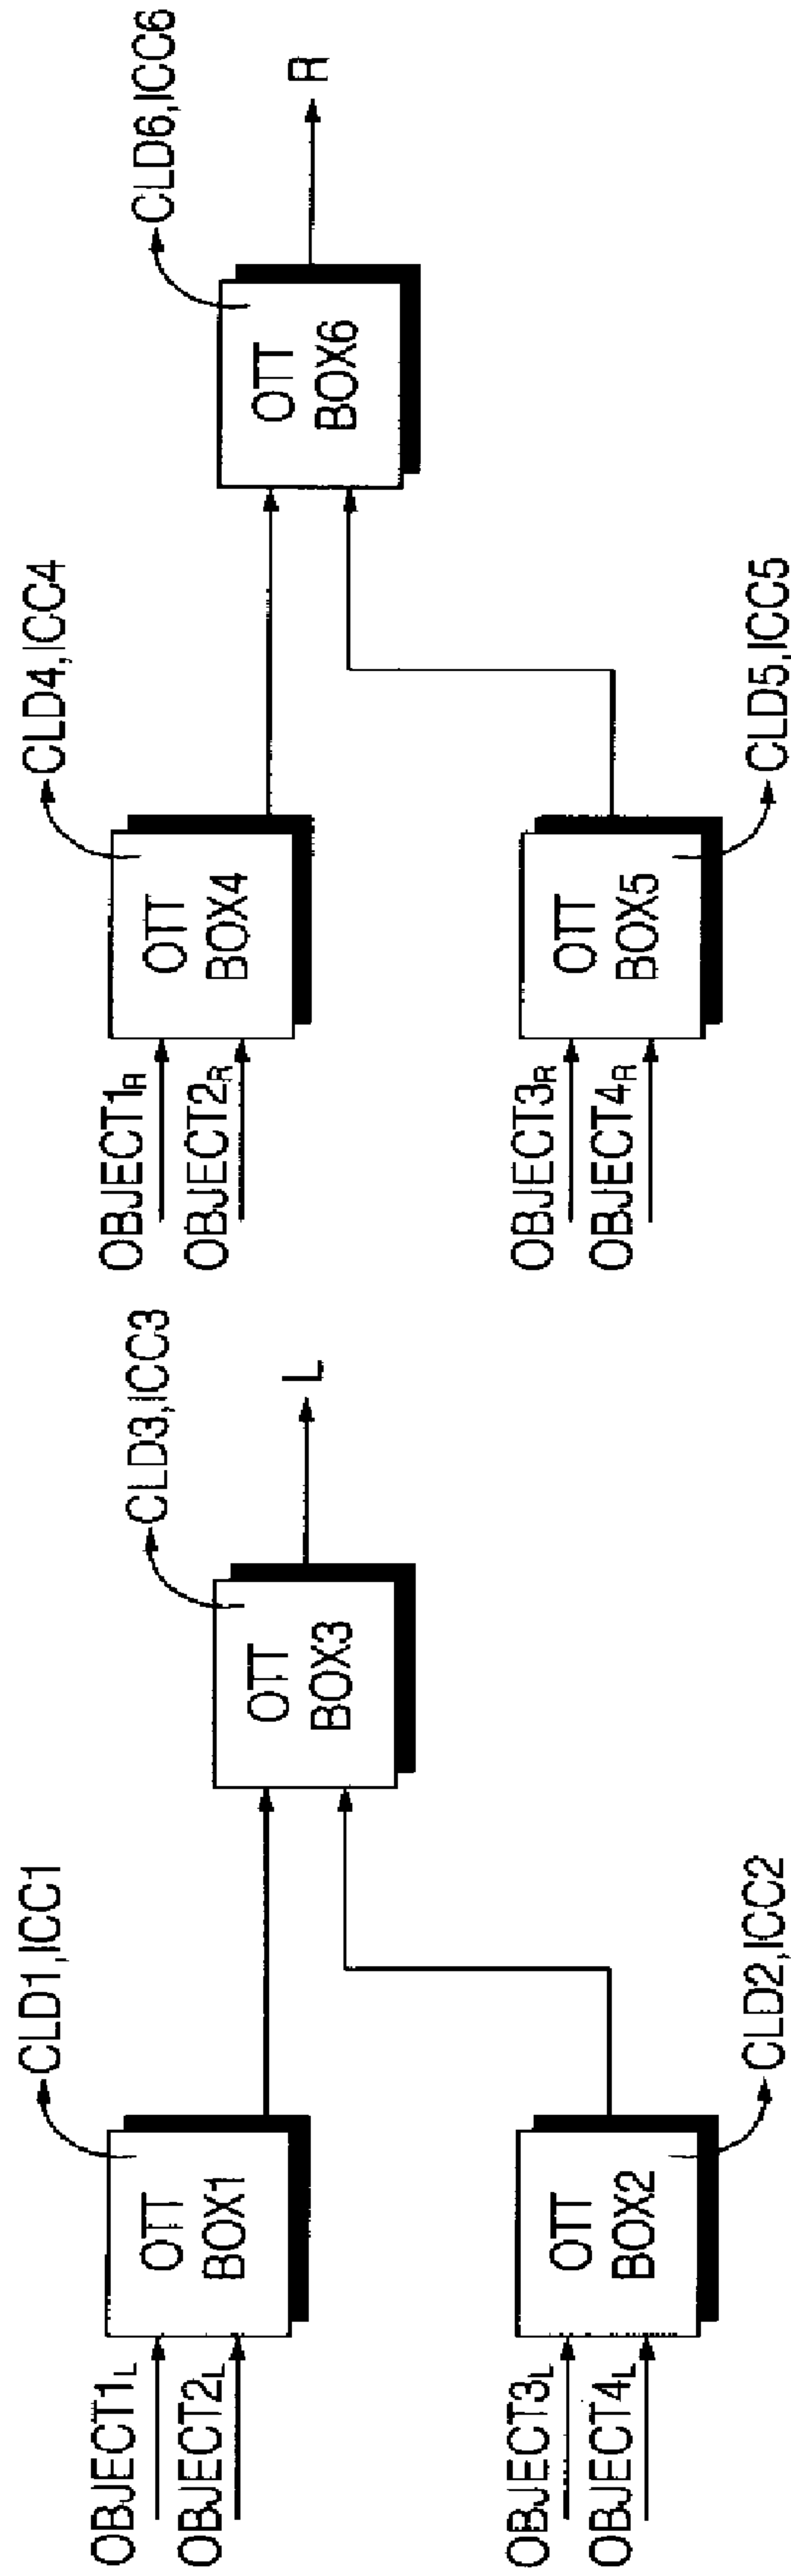 OBJECT1L
OBJECT2L
OTT
BOX1
CLD1,ICC1
OBJECT3L
OBJECT4L
OTT
BOX2
CLD2,ICC2
OTT
BOX3
CLD3,ICC3
L
OBJECT1R
OBJECT2R
OTT
BOX4
CLD4,ICC4
OBJECT3R
OBJECT4R
OTT
BOX5
CLD5,ICC5
OTT
BOX6
CLD6,ICC6
R